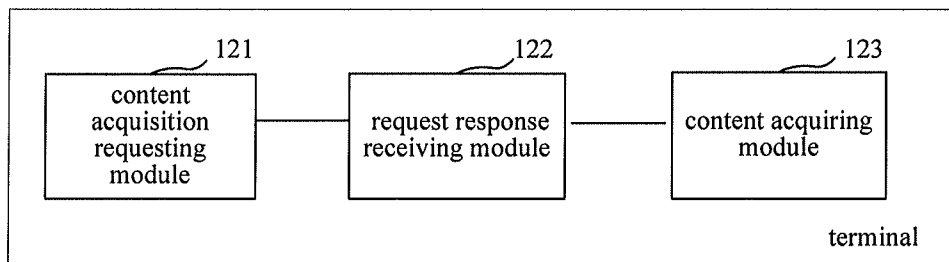 121
122
123
content
acquisition
requesting
module
request response
receiving module
content acquiring
module
terminal